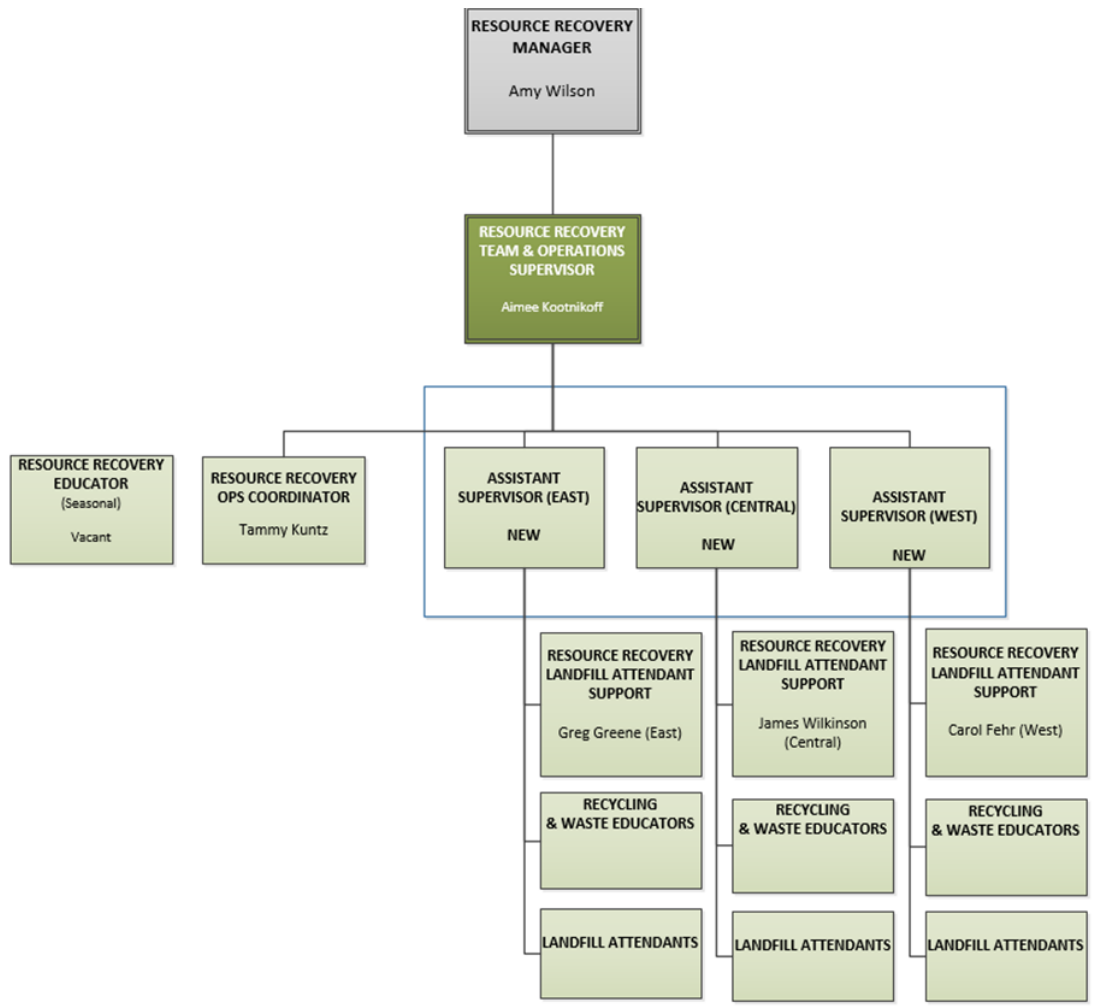 RESOURCE RECOVERY
MANAGER
Amy Wilson
RESOURCE RECOVERY
TEAM & OPERATIONS
SUPERVISOR
Aimee Kootnikoff
RESOURCE RECOVERY
EDUCATOR
(Seasonal)
Vacant
RESOURCE RECOVERY
OPS COORDINATOR
Tammy Kuntz
ASSISTANT
SUPERVISOR (EAST)
NEW
ASSISTANT
SUPERVISOR (CENTRAL)
NEW
ASSISTANT
SUPERVISOR (WEST)
NEW
RESOURCE RECOVERY
LANDFILL ATTENDANT
SUPPORT
Greg Greene (East)
RESOURCE RECOVERY
LANDFILL ATTENDANT
SUPPORT
James Wilkinson
(Central)
RESOURCE RECOVERY
LANDFILL ATTENDANT
SUPPORT
Carol Fehr (West)
RECYCLING
& WASTE EDUCATORS
RECYCLING
& WASTE EDUCATORS
RECYCLING
& WASTE EDUCATORS
LANDFILL ATTENDANTS
LANDFILL ATTENDANTS
LANDFILL ATTENDANTS